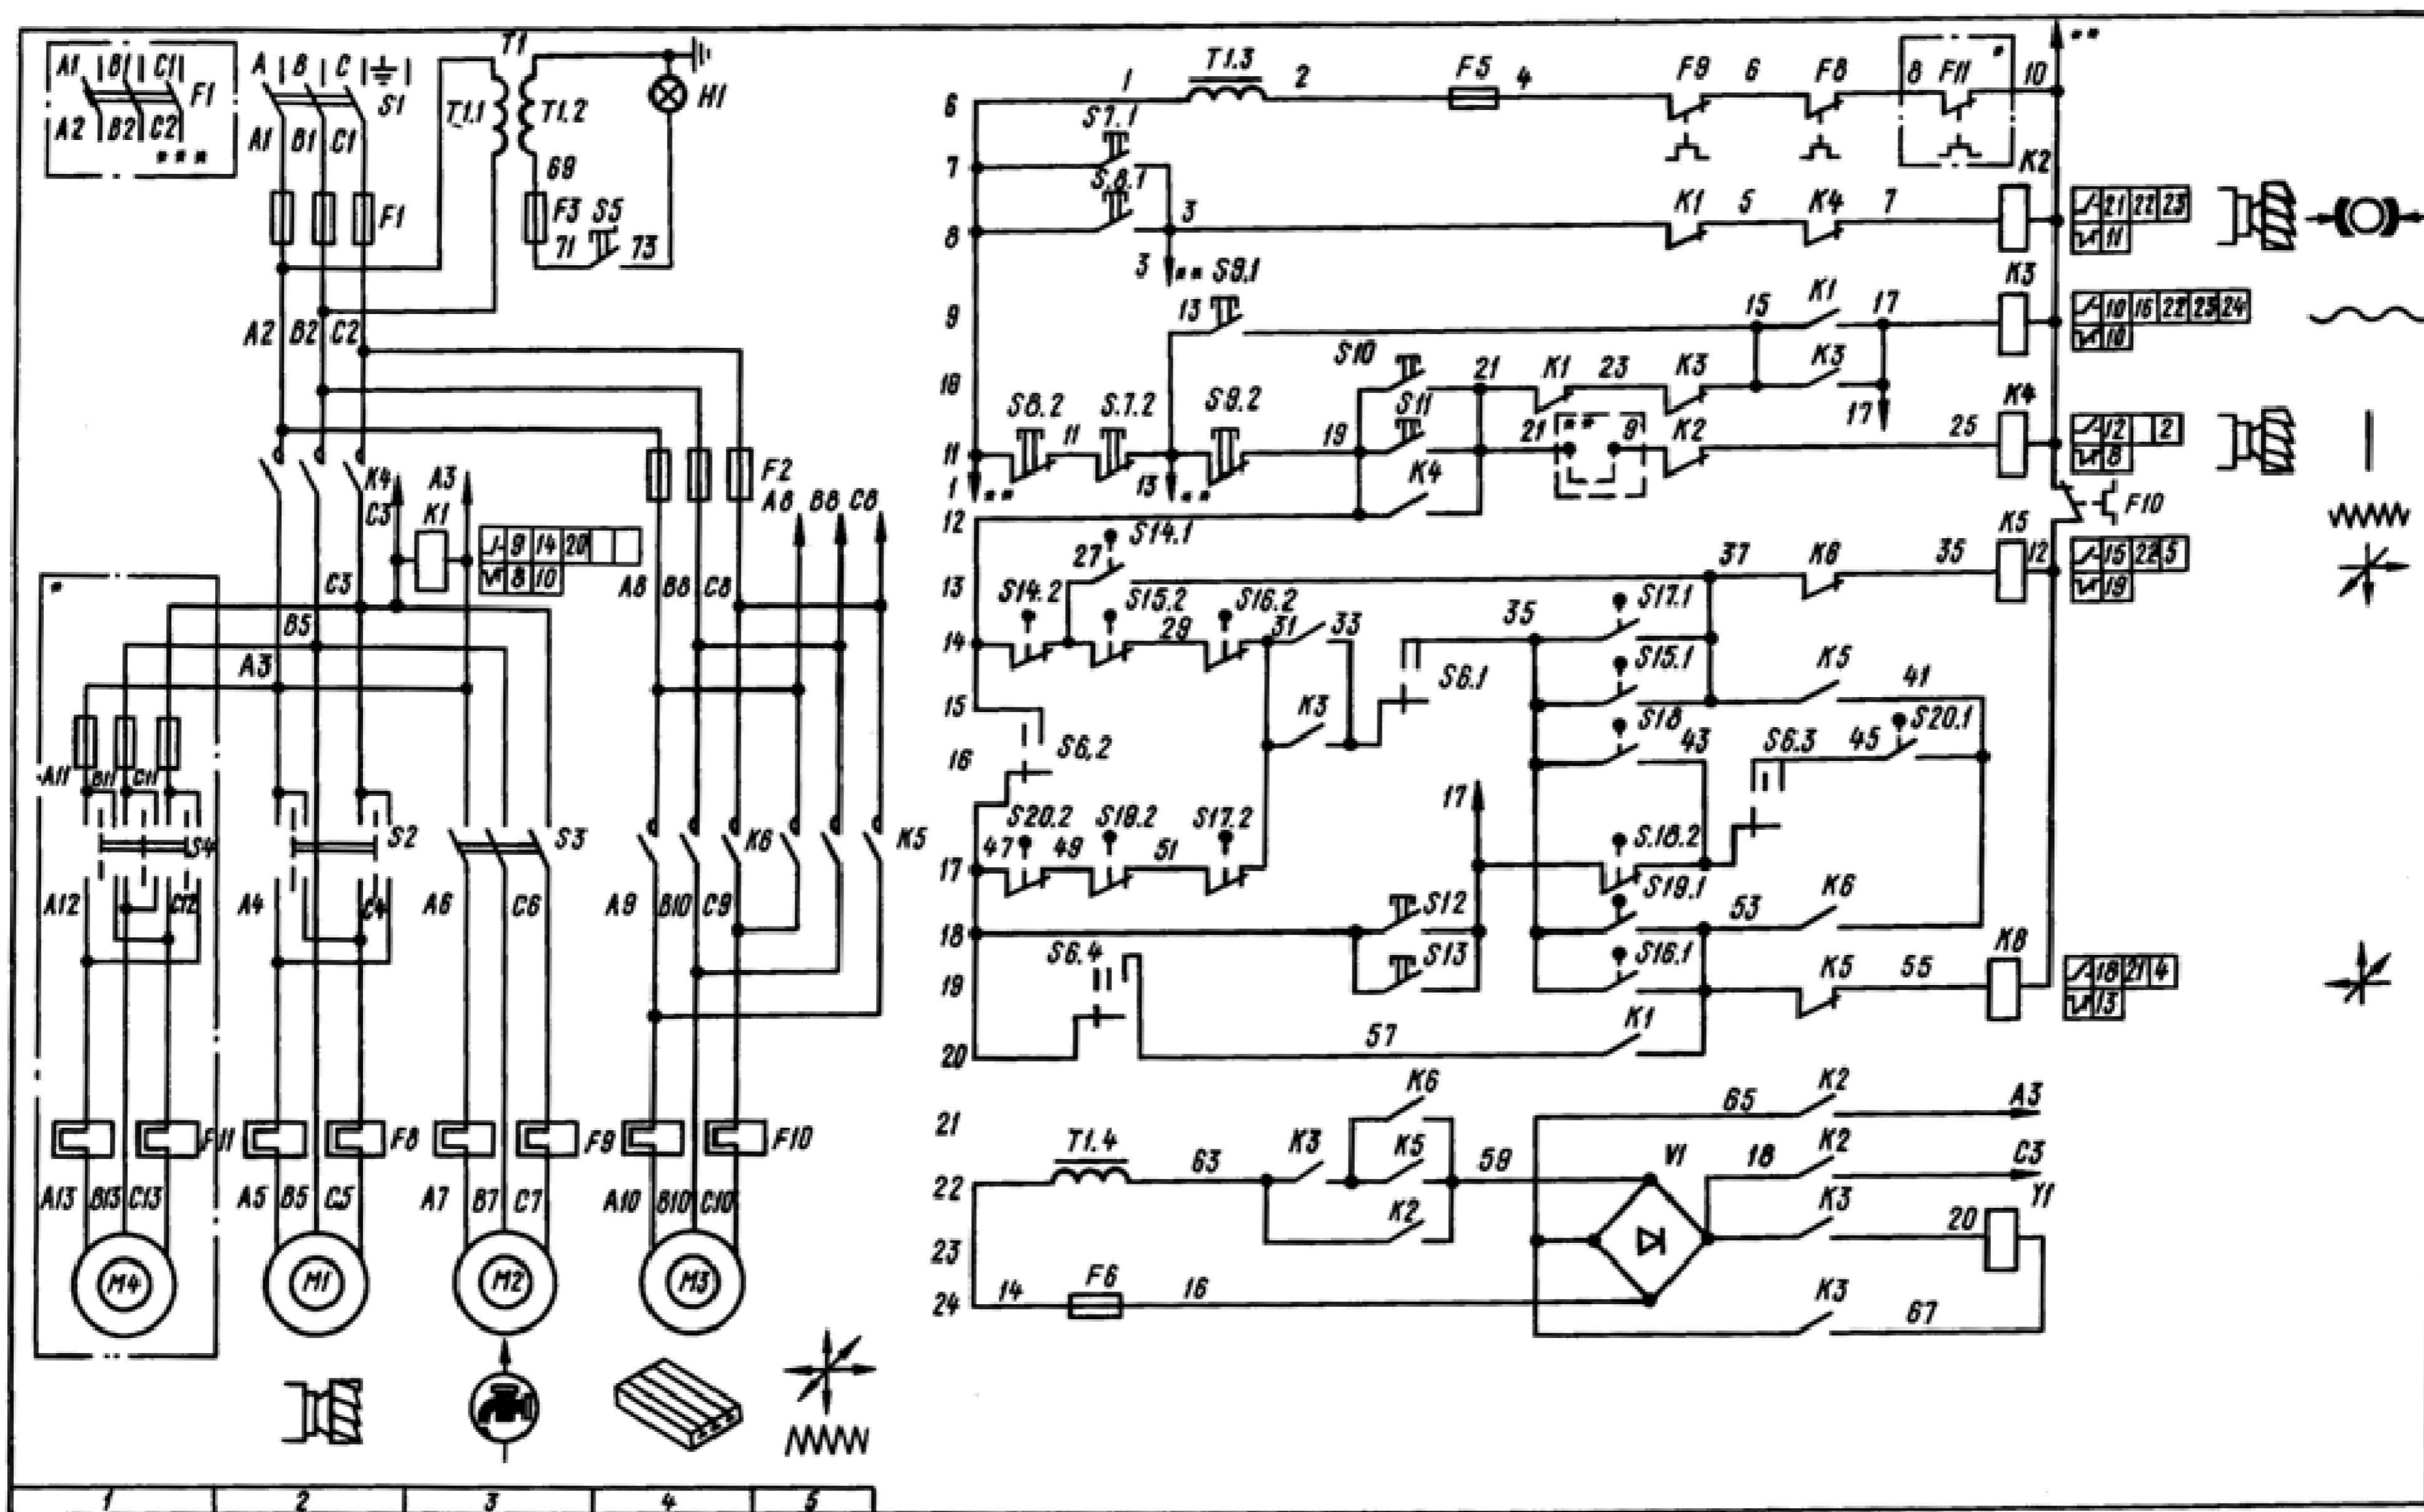 A1 B1 C1 F1
A2 B2 C2
***
A B C
S1
A1 B1 C1
F1
T1
T1.1 T1.2
H1
69
F3 S5
71 73
A2 B2 C2
F2
K4
C3
A3
K1
9 14 20
8 10
A8 B8 C8
C3
B5
A3
A8 B8 C8
*
A11 B11 C11
S4
S2
S3
K6
K5
A12 C12
A4 C4
A6 C6
A9 B10 C9
F11
F8
F9
F10
A13 B13 C13
A5 B5 C5
A7 B7 C7
A10 B10 C10
M4
M1
M2
M3
1 2 3 4 5
6 1 T1.3 2 F5 4 F9 6 F8 8 F11 * 10 **
7 S7.1
K2
8 S.8.1 3 K1 5 K4 7
21 22 23
11
3 ** S9.1
K3
9 13 15 K1 17
10 16 22 23 24
10
S10 21 K1 23 K3 K3 17
K4
11 S8.2 11 S.7.2 S9.2 19 S11 21 ** 9 K2 25
12 2
8
1 ** 13 ** K4
12
F10
S14.1
K5
13 27 37 K6 35 12
15 22 5
19
14 S14.2 S15.2 29 S16.2 31 33 35 S17.1
S6.1
S15.1 K5 41
15 K3
S18 43 S6.3 45 S20.1
16 S6.2
17
17 47 S20.2 49 S19.2 51 S17.2 S.18.2
S19.1 53 K6
18 S12
19 S6.4 S13 S16.1 K5 55 K8
18 21 4
13
20 57 K1
21 K6 65 K2 A3
22 T1.4 63 K3 K5 59 V1 18 K2 C3
23 K2 K3 20 Y1
24 14 F6 16 K3 67